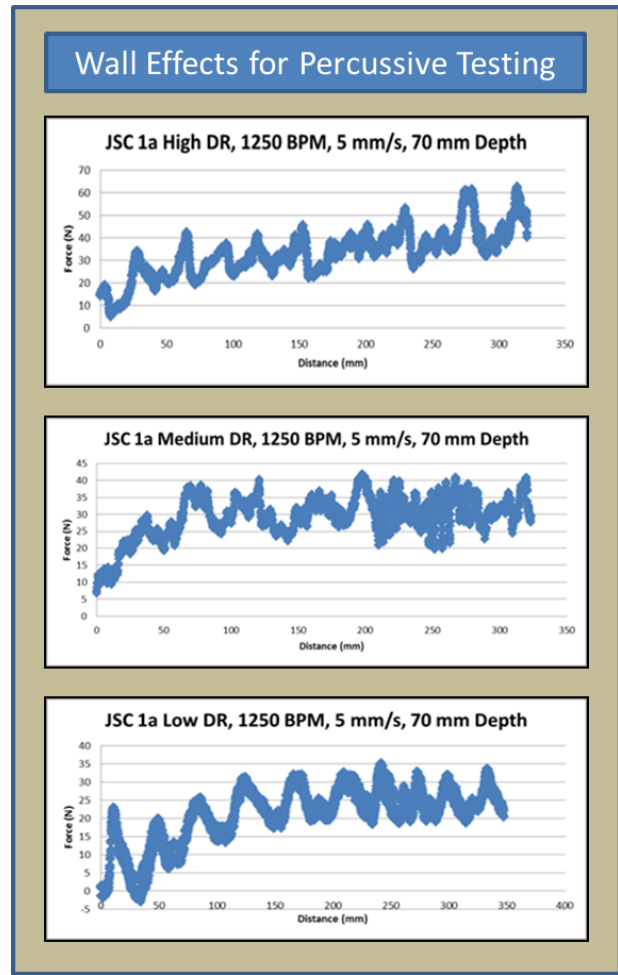 Wall Effects for Percussive Testing
JSC 1a High DR, 1250 BPM, 5 mm/s, 70 mm Depth
70
60
50
40
30
20
10
0
Force (N)
0 50 100 150 200 250 300 350
Distance (mm)
JSC 1a Medium DR, 1250 BPM, 5 mm/s, 70 mm Depth
45
40
35
30
25
20
15
10
5
0
Force (N)
0 50 100 150 200 250 300 350
Distance (mm)
JSC 1a Low DR, 1250 BPM, 5 mm/s, 70 mm Depth
40
35
30
25
20
15
10
5
0
-5
Force (N)
0 50 100 150 200 250 300 350 400
Distance (mm)